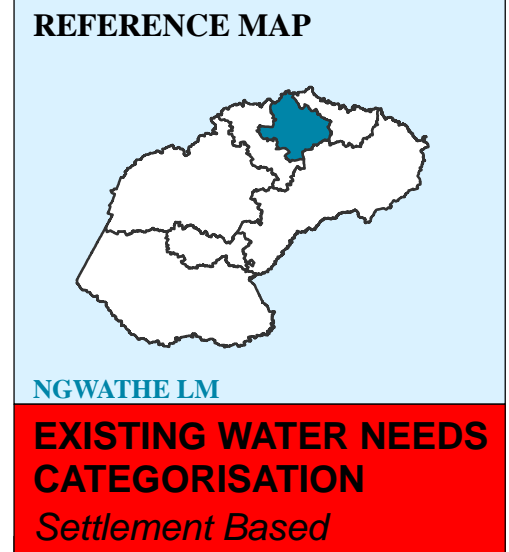 REFERENCE MAP
NGWATHE LM
EXISTING WATER NEEDS
CATEGORISATION
Settlement Based